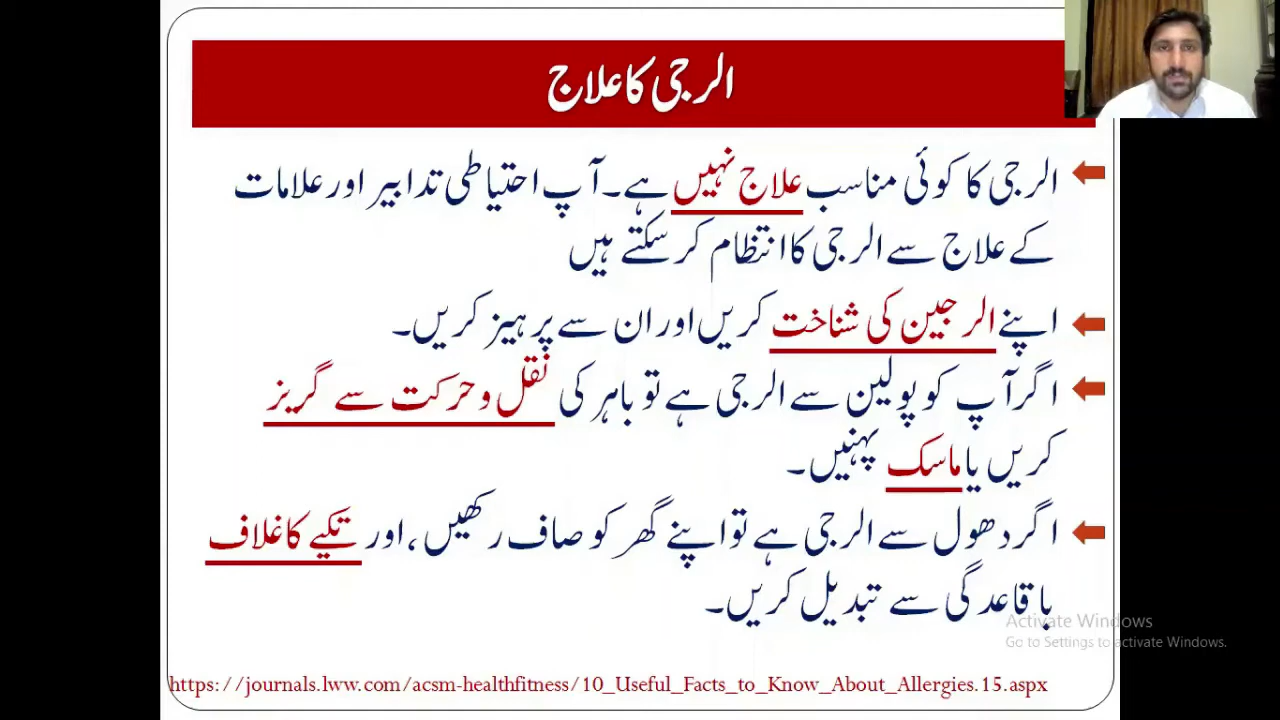 الرجی کا علاج
الرجی کا کوئی مناسب علاج نہیں ہے۔ آپ احتیاطی تدابیر اور علامات
کے علاج سے الرجی کا انتظام کر سکتے ہیں
اپنے الرجین کی شناخت کریں اور ان سے پرہیز کریں۔
اگر آپ کو پولین سے الرجی ہے تو باہر کی نقل و حرکت سے گریز
کریں یا ماسک پہنیں۔
اگر دھول سے الرجی ہے تو اپنے گھر کو صاف رکھیں، اور تکیے کا غلاف
باقاعدگی سے تبدیل کریں۔
Activate Windows
Go to Settings to activate Windows.
https://journals.lww.com/acsm-healthfitness/10_Useful_Facts_to_Know_About_Allergies.15.aspx